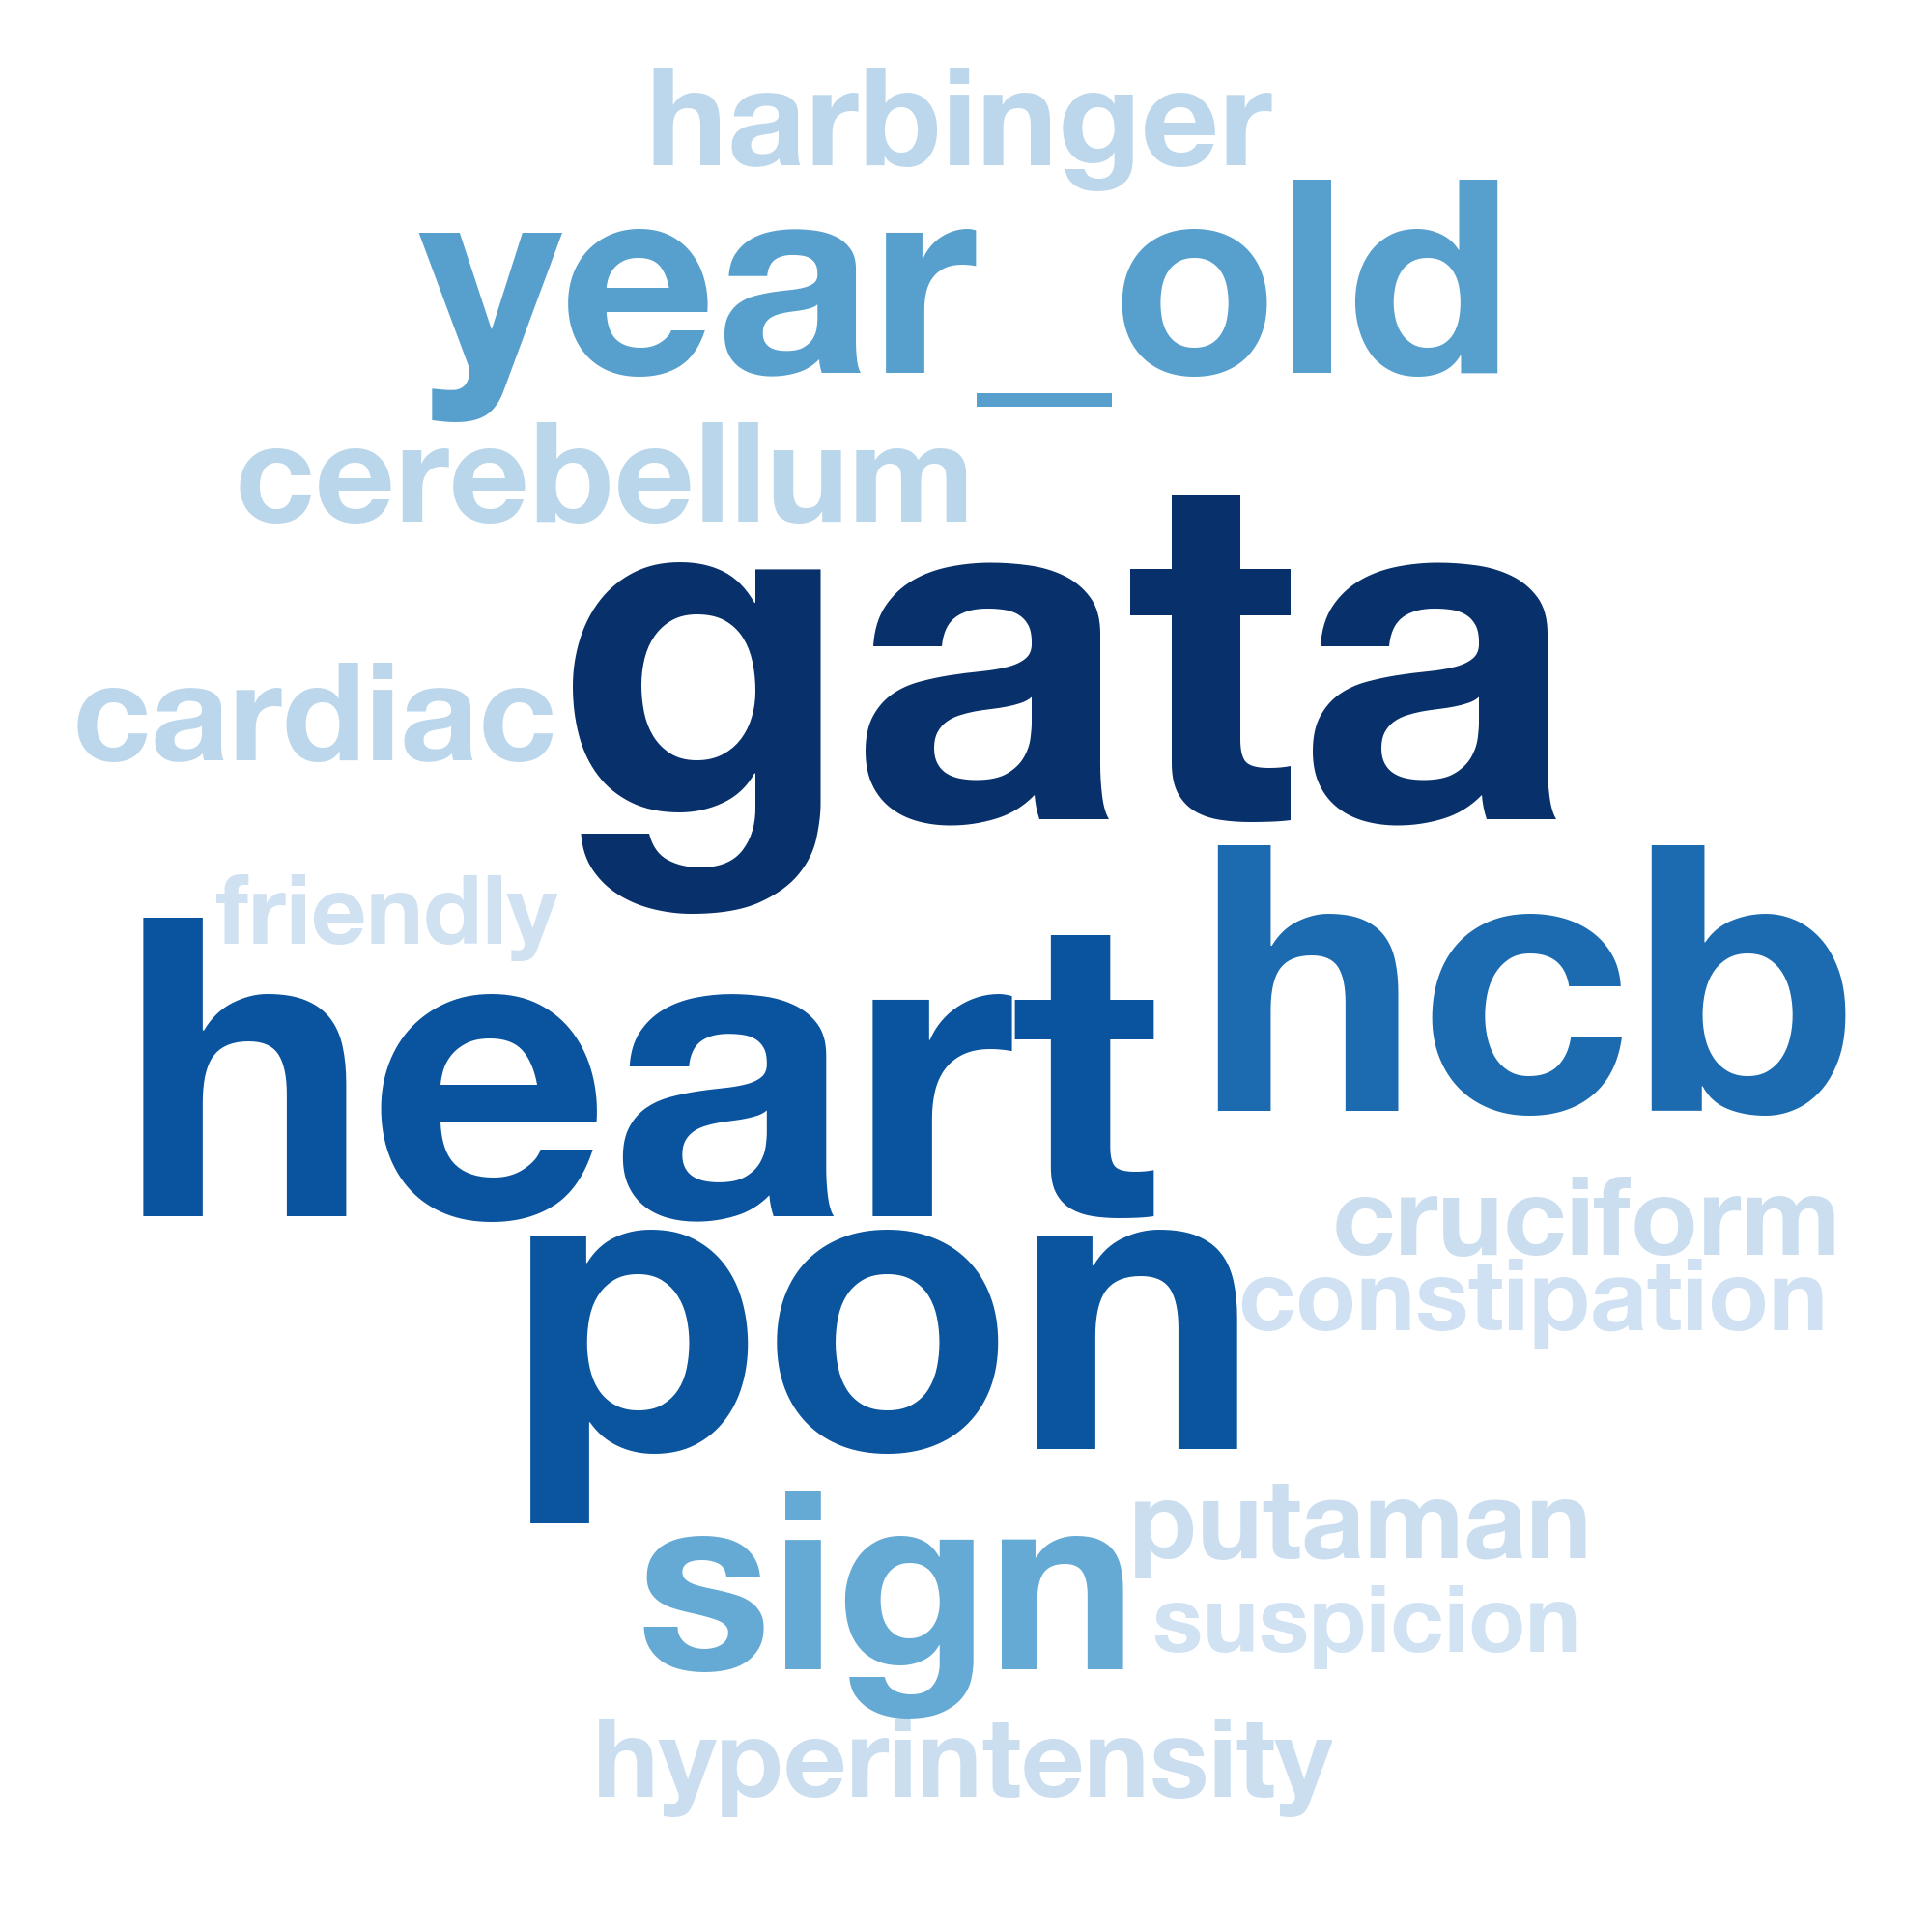 harbinger
year_old
cerebellum
gata
cardiac
friendly
hcb
heart
cruciform
constipation
pon
putaman
sign
suspicion
hyperintensity